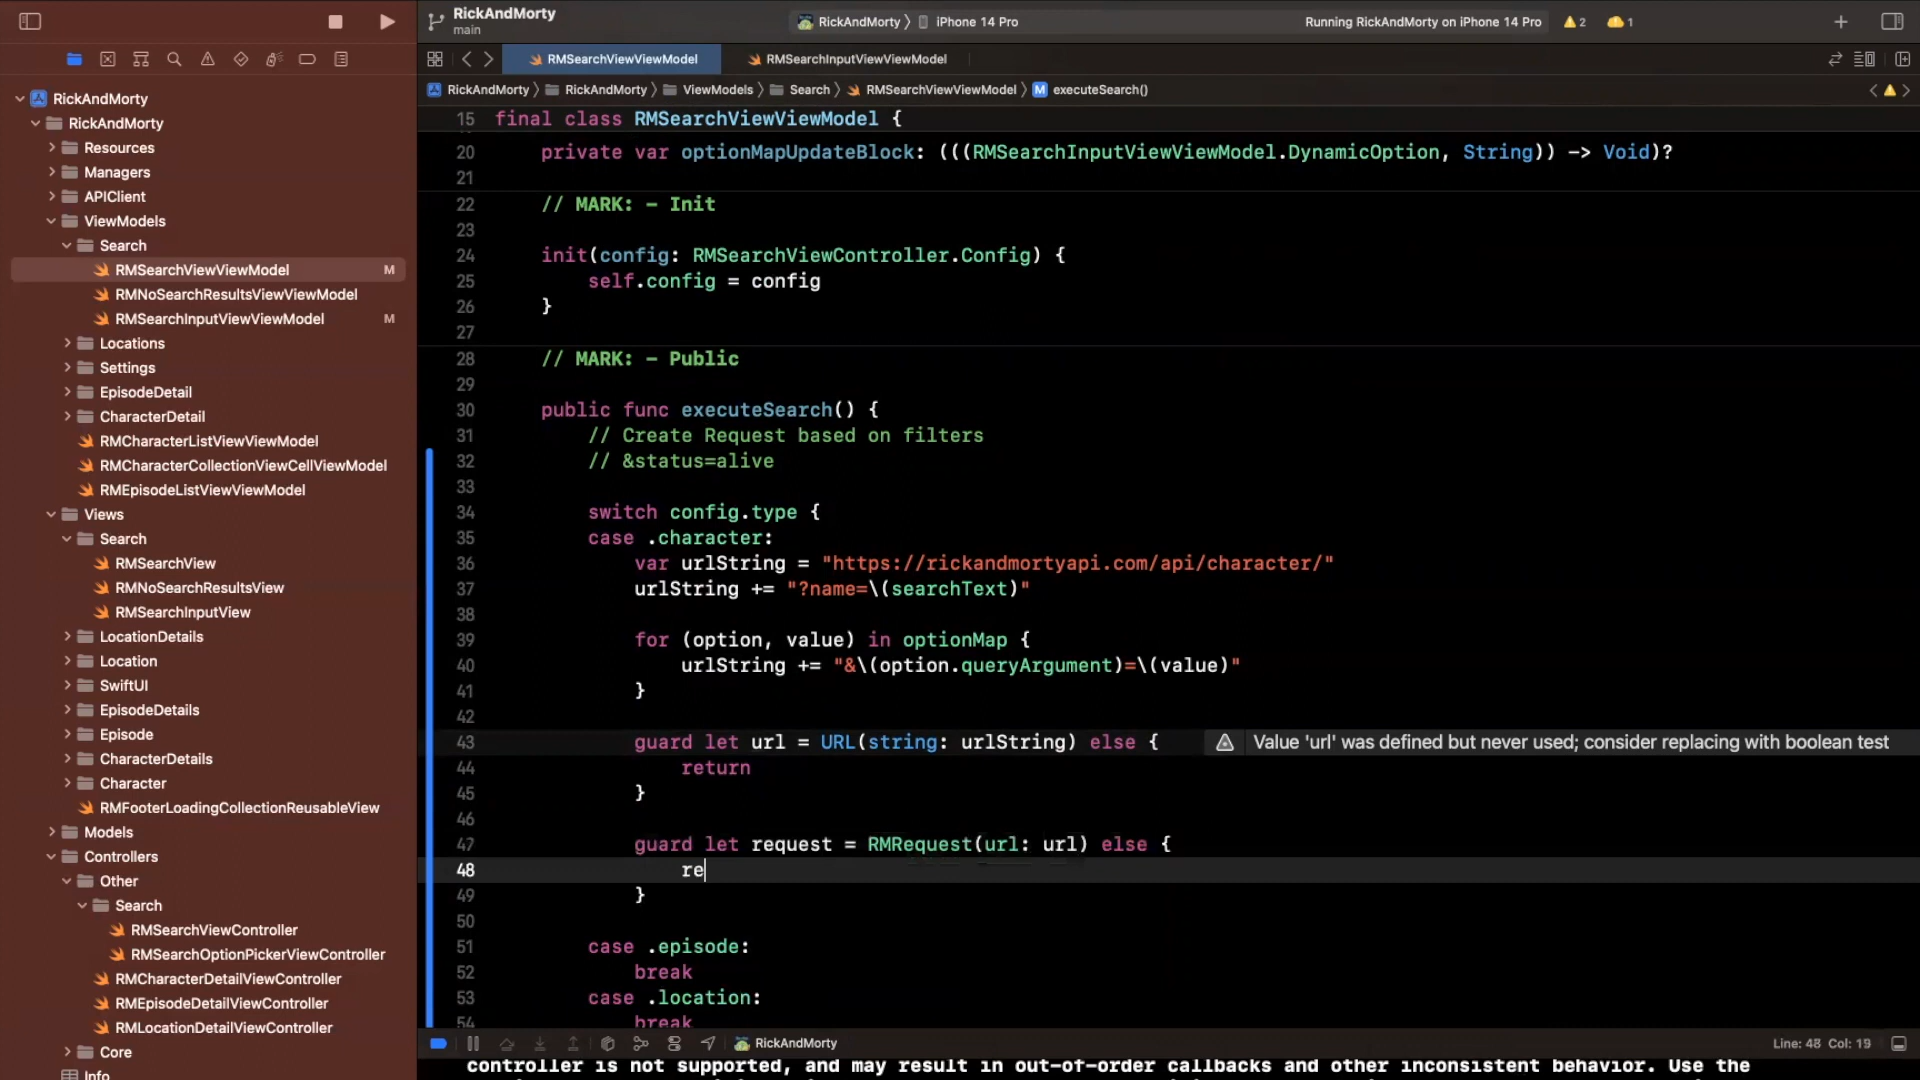 RickAndMorty
main
RickAndMorty
iPhone 14 Pro
Running RickAndMorty on iPhone 14 Pro
2
1
RMSearchViewViewModel
RMSearchInputViewViewModel
RickAndMorty
RickAndMorty
ViewModels
Search
RMSearchViewViewModel
M
executeSearch()
RickAndMorty
RickAndMorty
Resources
Managers
APIClient
ViewModels
Search
RMSearchViewViewModel M
RMNoSearchResultsViewViewModel
RMSearchInputViewViewModel M
Locations
Settings
EpisodeDetail
CharacterDetail
RMCharacterListViewViewModel
RMCharacterCollectionViewCellViewModel
RMEpisodeListViewViewModel
Views
Search
RMSearchView
RMNoSearchResultsView
RMSearchInputView
LocationDetails
Location
SwiftUI
EpisodeDetails
Episode
CharacterDetails
Character
RMFooterLoadingCollectionReusableView
Models
Controllers
Other
Search
RMSearchViewController
RMSearchOptionPickerViewController
RMCharacterDetailViewController
RMEpisodeDetailViewController
RMLocationDetailViewController
Core
Info
15 final class RMSearchViewViewModel {
20 private var optionMapUpdateBlock: (((RMSearchInputViewViewModel.DynamicOption, String)) -> Void)?
21
22 // MARK: - Init
23
24 init(config: RMSearchViewController.Config) {
25 self.config = config
26 }
27
28 // MARK: - Public
29
30 public func executeSearch() {
31 // Create Request based on filters
32 // &status=alive
33
34 switch config.type {
35 case .character:
36 var urlString = "https://rickandmortyapi.com/api/character/"
37 urlString += "?name=\(searchText)"
38
39 for (option, value) in optionMap {
40 urlString += "&\(option.queryArgument)=\(value)"
41 }
42
43 guard let url = URL(string: urlString) else { Value 'url' was defined but never used; consider replacing with boolean test
44 return
45 }
46
47 guard let request = RMRequest(url: url) else {
48 re
49 }
50
51 case .episode:
52 break
53 case .location:
54 break
RickAndMorty
Line: 48 Col: 19
controller is not supported, and may result in out-of-order callbacks and other inconsistent behavior. Use the